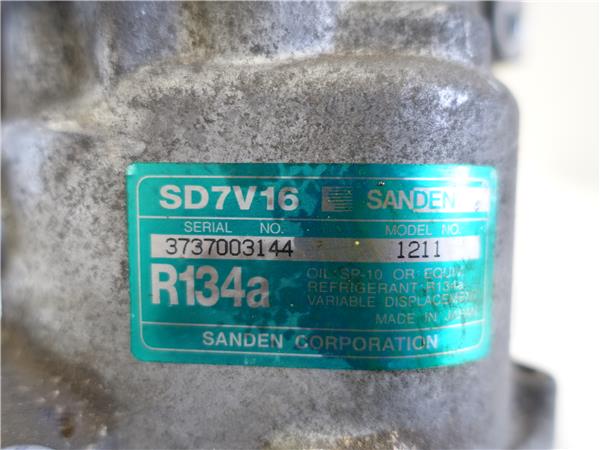 SD7V16 SANDEN
SERIAL NO. MODEL NO.
3737003144 1211
R134a
OIL SP-10 OR EQUIV.
REFRIGERANT R134a
VARIABLE DISPLACEMENT
MADE IN JAPAN
SANDEN CORPORATION